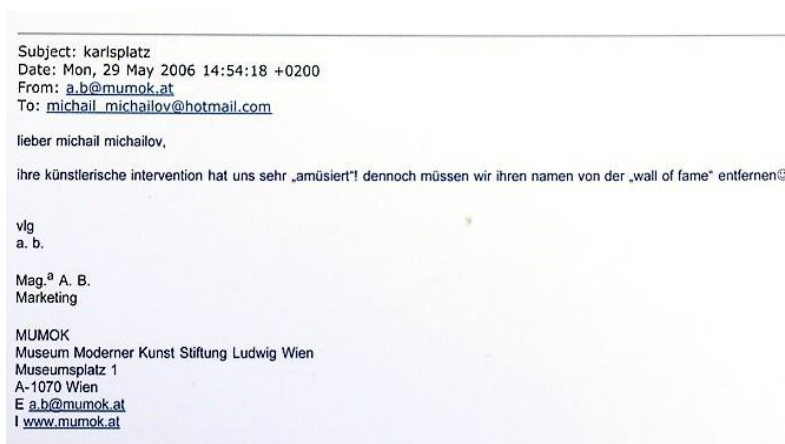 Subject: karlsplatz
Date: Mon, 29 May 2006 14:54:18 +0200
From: a.b@mumok.at
To: michail_michailov@hotmail.com
lieber michail michailov,
ihre künstlerische intervention hat uns sehr „amüsiert“! dennoch müssen wir ihren namen von der „wall of fame“ entfernen☺
vlg
a. b.
Mag.ª A. B.
Marketing
MUMOK
Museum Moderner Kunst Stiftung Ludwig Wien
Museumsplatz 1
A-1070 Wien
E a.b@mumok.at
I www.mumok.at